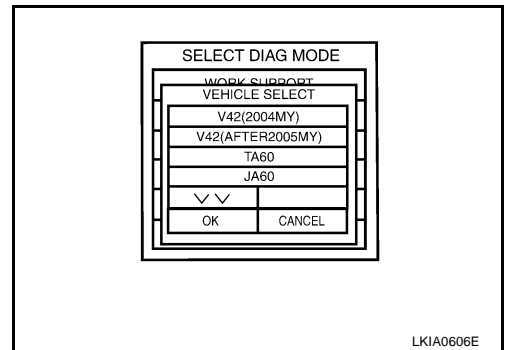 SELECT DIAG MODE
WORK SUPPORT
VEHICLE SELECT
V42(2004MY)
V42(AFTER2005MY)
TA60
JA60
OK CANCEL
LKIA0606E